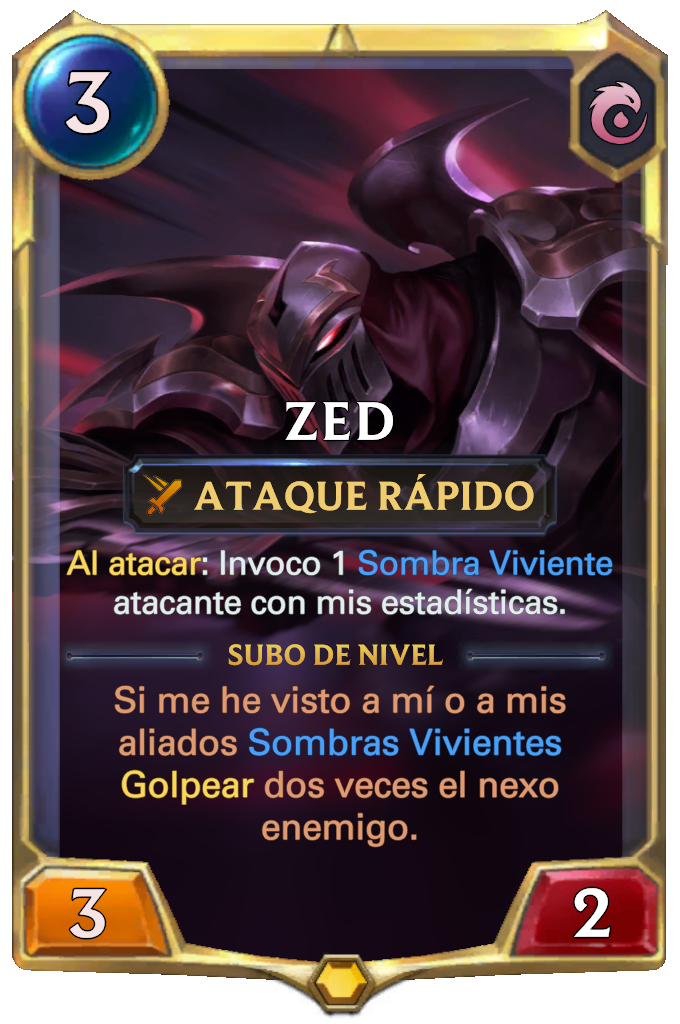 3
ZED
ATAQUE RÁPIDO
Al atacar: Invoco 1 Sombra Viviente
atacante con mis estadísticas.
SUBO DE NIVEL
Si me he visto a mí o a mis
aliados Sombras Vivientes
Golpear dos veces el nexo
enemigo.
3
2